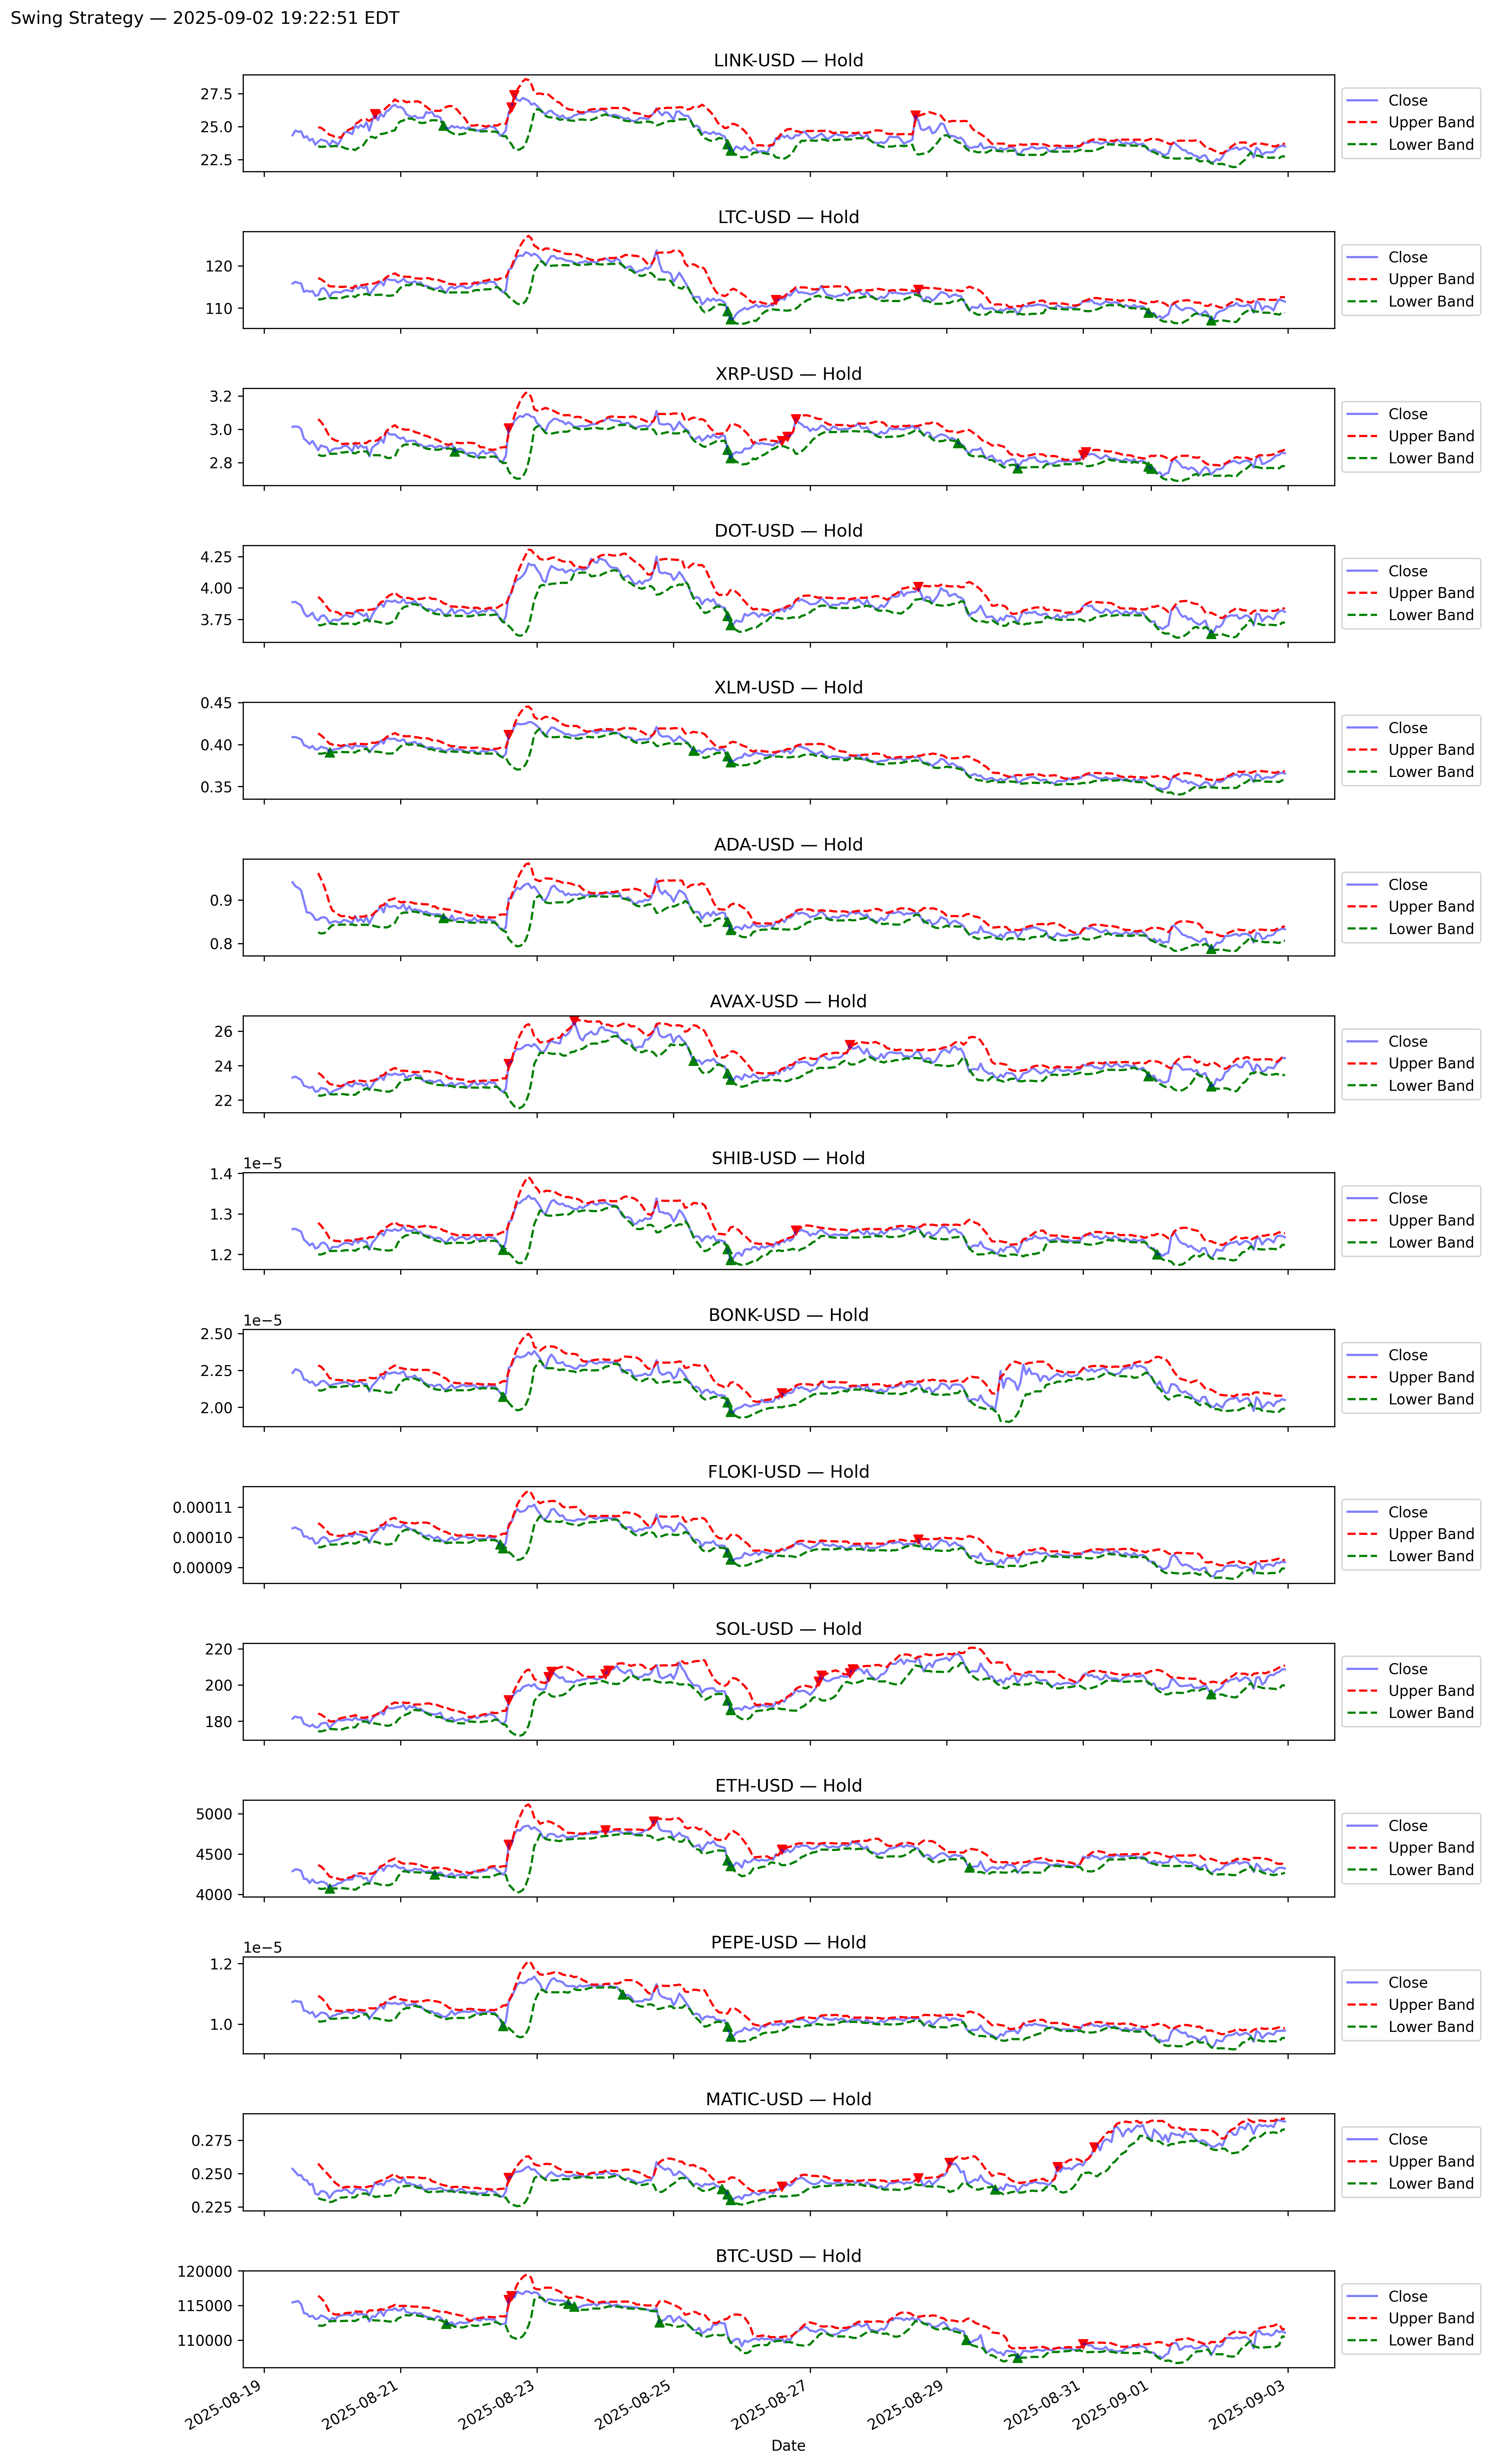 Swing Strategy — 2025-09-02 19:22:51 EDT
LINK-USD — Hold
27.5
25.0
22.5
Close
Upper Band
Lower Band
LTC-USD — Hold
120
110
Close
Upper Band
Lower Band
XRP-USD — Hold
3.2
3.0
2.8
Close
Upper Band
Lower Band
DOT-USD — Hold
4.25
4.00
3.75
Close
Upper Band
Lower Band
XLM-USD — Hold
0.45
0.40
0.35
Close
Upper Band
Lower Band
ADA-USD — Hold
0.9
0.8
Close
Upper Band
Lower Band
AVAX-USD — Hold
26
24
22
Close
Upper Band
Lower Band
SHIB-USD — Hold
1e−5
1.4
1.3
1.2
Close
Upper Band
Lower Band
BONK-USD — Hold
1e−5
2.50
2.25
2.00
Close
Upper Band
Lower Band
FLOKI-USD — Hold
0.00011
0.00010
0.00009
Close
Upper Band
Lower Band
SOL-USD — Hold
220
200
180
Close
Upper Band
Lower Band
ETH-USD — Hold
5000
4500
4000
Close
Upper Band
Lower Band
PEPE-USD — Hold
1e−5
1.2
1.0
Close
Upper Band
Lower Band
MATIC-USD — Hold
0.275
0.250
0.225
Close
Upper Band
Lower Band
BTC-USD — Hold
120000
115000
110000
Close
Upper Band
Lower Band
2025-08-19
2025-08-21
2025-08-23
2025-08-25
2025-08-27
2025-08-29
2025-08-31
2025-09-01
2025-09-03
Date